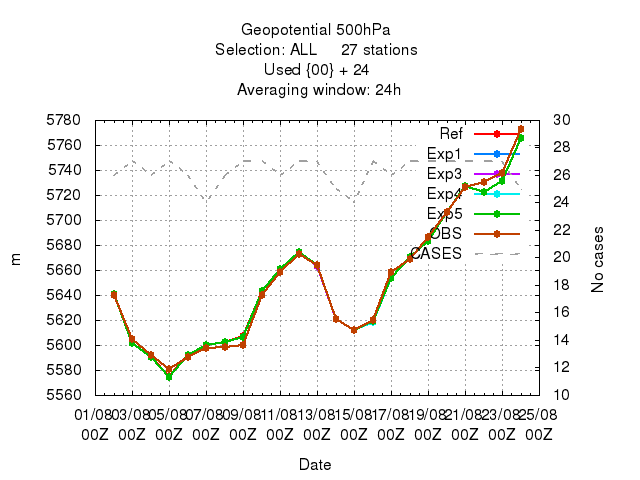 Geopotential 500hPa
Selection: ALL 27 stations
Used {00} + 24
Averaging window: 24h
5780
5760
5740
5720
5700
5680
5660
5640
5620
5600
5580
5560
m
30
28
26
24
22
20
18
16
14
12
10
No cases
Ref
Exp1
Exp3
Exp4
Exp5
OBS
CASES
01/08 03/08 05/08 07/08 09/08 11/08 13/08 15/08 17/08 19/08 21/08 23/08 25/08
00Z 00Z 00Z 00Z 00Z 00Z 00Z 00Z 00Z 00Z 00Z 00Z 00Z
Date